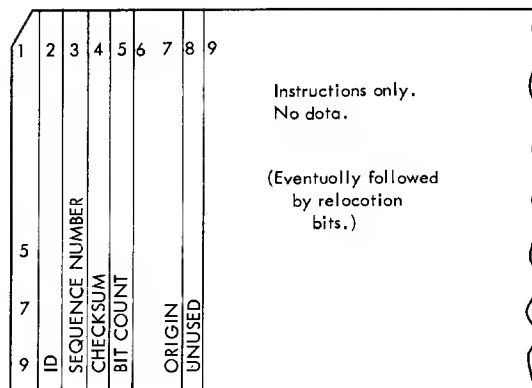 1 2 3 4 5 6 7 8 9
Instructions only.
No dota.
(Eventuolly followed
by relocotion
bits.)
5
7
9
ID
SEQUENCE NUMBER
CHECKSUM
BIT COUNT
ORIGIN
UNUSED